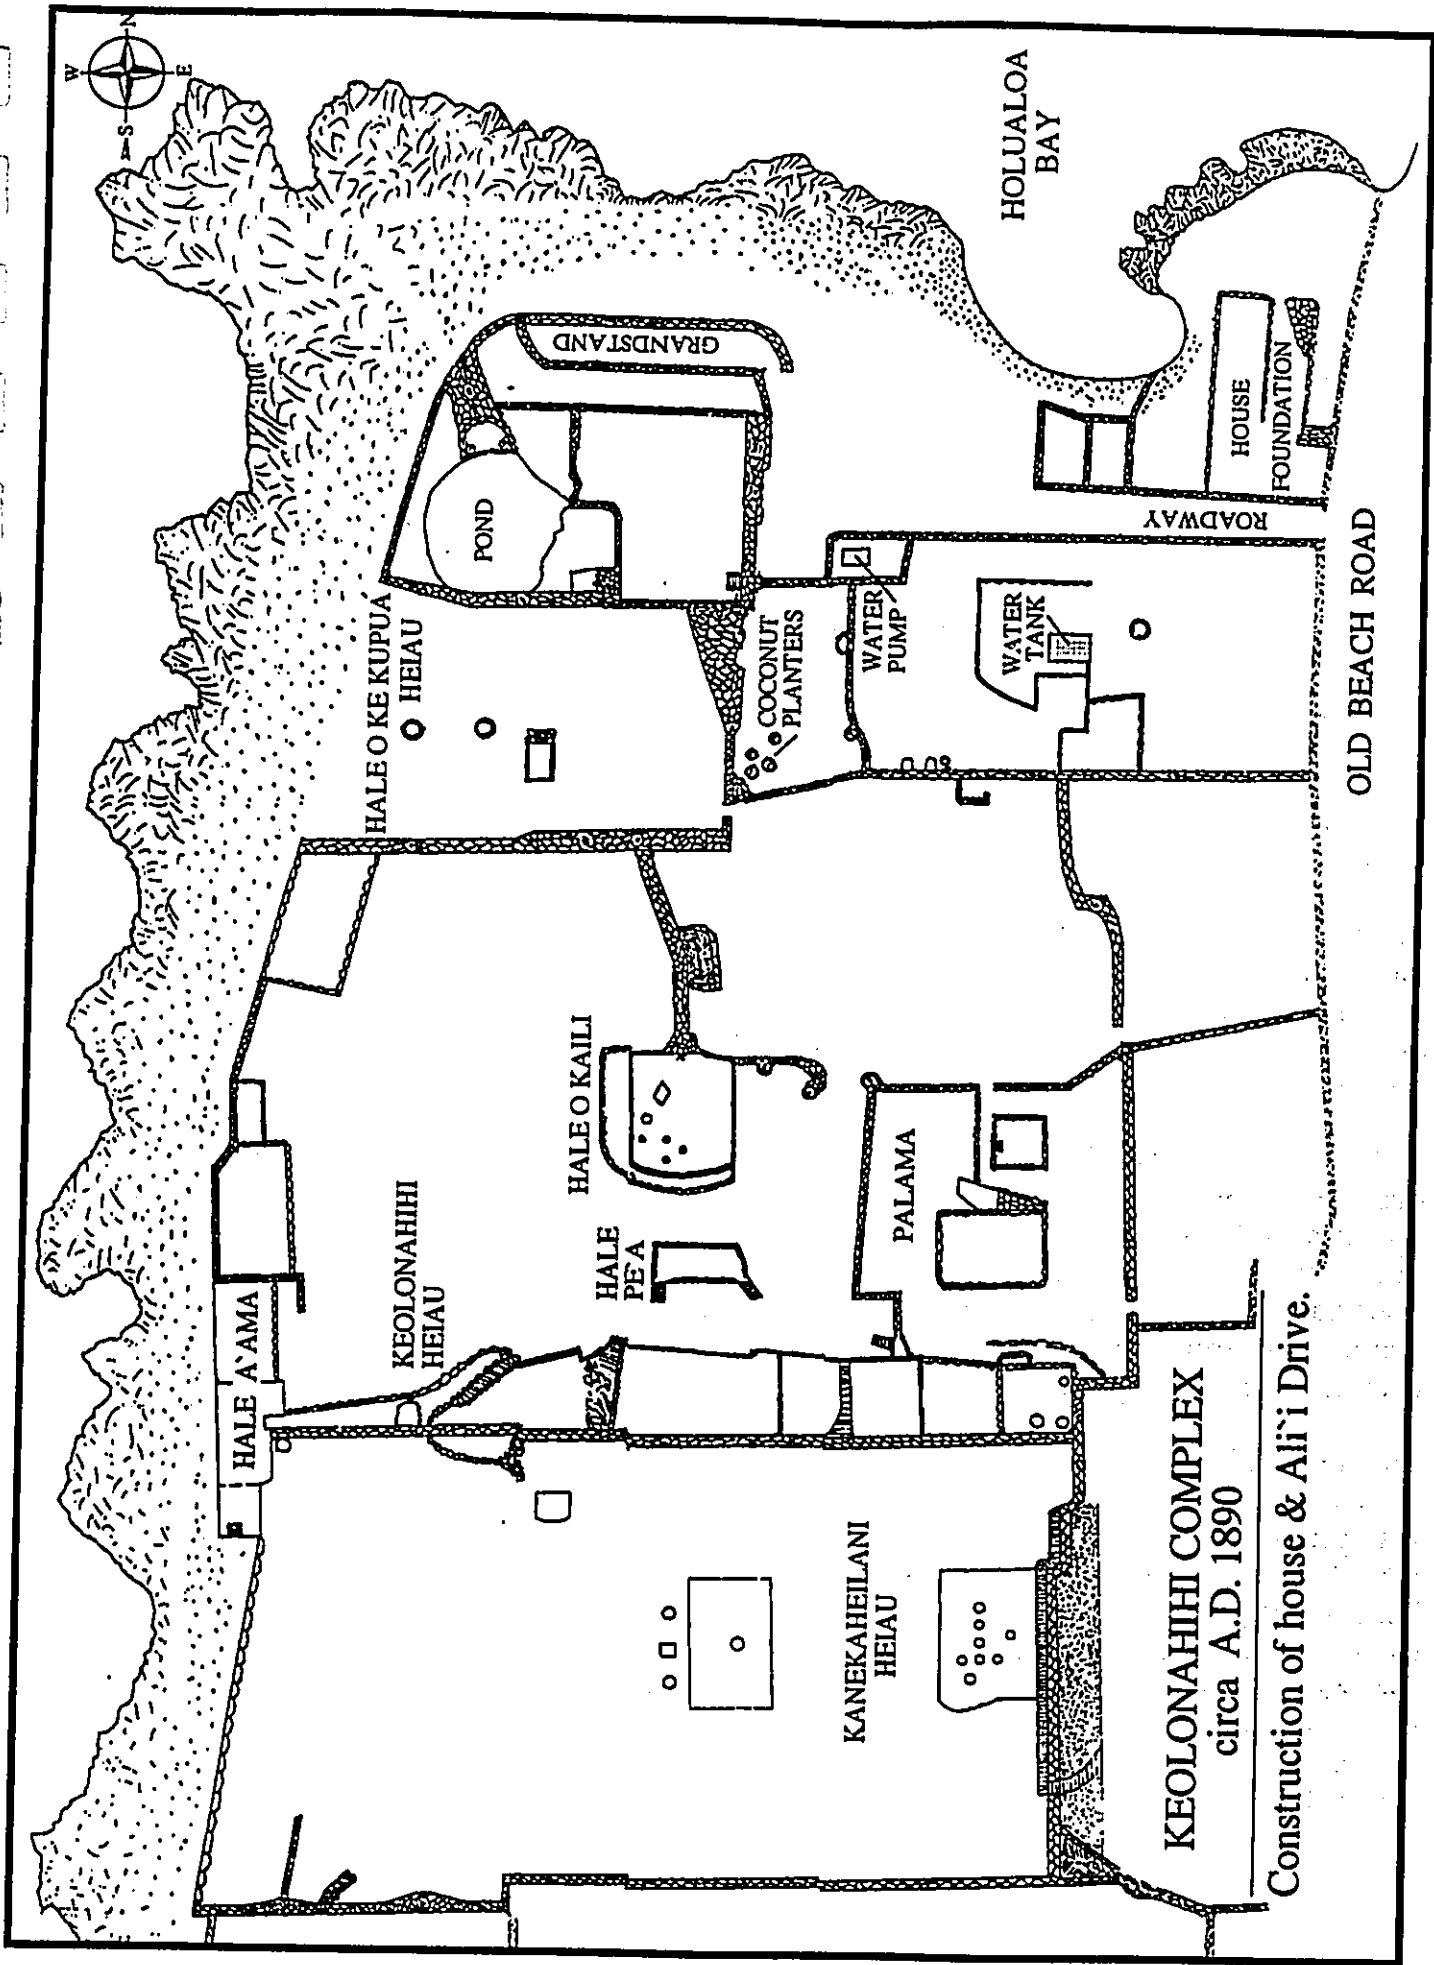 N
W
E
S
HOLUALOA
BAY
GRANDSTAND
POND
HOUSE
FOUNDATION
ROADWAY
OLD BEACH ROAD
HALE O KE KUPUA
HEIAU
COCONUT
PLANTERS
WATER
PUMP
WATER
TANK
HALE O KAILI
HALE
PE`A
PALAMA
KEOLONAHIHI
HEIAU
HALE A`AMA
KANEKAHEILANI
HEIAU
KEOLONAHIHI COMPLEX
circa A.D. 1890
Construction of house & Ali`i Drive.